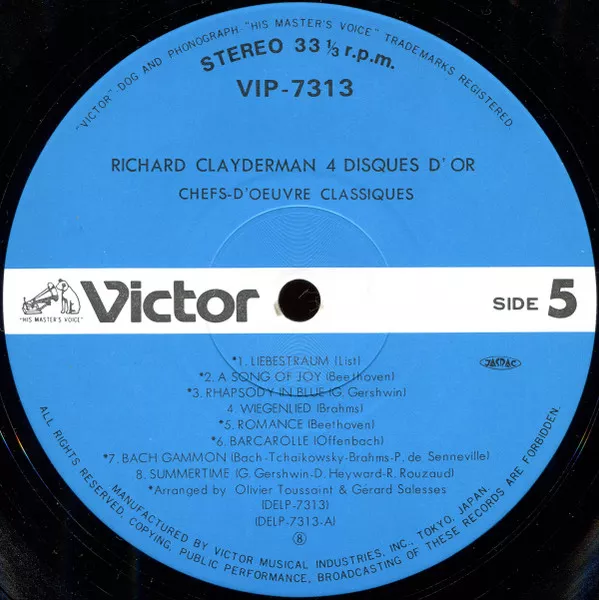 "VICTOR"-DOG AND PHONOGRAPH-"HIS MASTER'S VOICE" TRADEMARKS REGISTERED.
STEREO 33 1/3 r.p.m.
VIP-7313
RICHARD CLAYDERMAN 4 DISQUES D'OR
CHEFS-D'OEUVRE CLASSIQUES
"HIS MASTER'S VOICE"
Victor
SIDE 5
*1. LIEBESTRAUM (List)
*2. A SONG OF JOY (Beethoven)
*3. RHAPSODY IN BLUE (G. Gershwin)
4. WIEGENLIED (Brahms)
*5. ROMANCE (Beethoven)
*6. BARCAROLLE (Offenbach)
*7. BACH GAMMON (Bach-Tchaikowsky-Brahms-P. de Senneville)
8. SUMMERTIME (G. Gershwin-D. Heyward-R. Rouzaud)
*Arranged by Olivier Toussaint & Gérard Salesses
(DELP-7313)
(DELP-7313-A)
8
JASRAC
ALL RIGHTS RESERVED. COPYING, PUBLIC PERFORMANCE, BROADCASTING OF THESE RECORDS ARE FORBIDDEN.
MANUFACTURED BY VICTOR MUSICAL INDUSTRIES, INC., TOKYO, JAPAN.